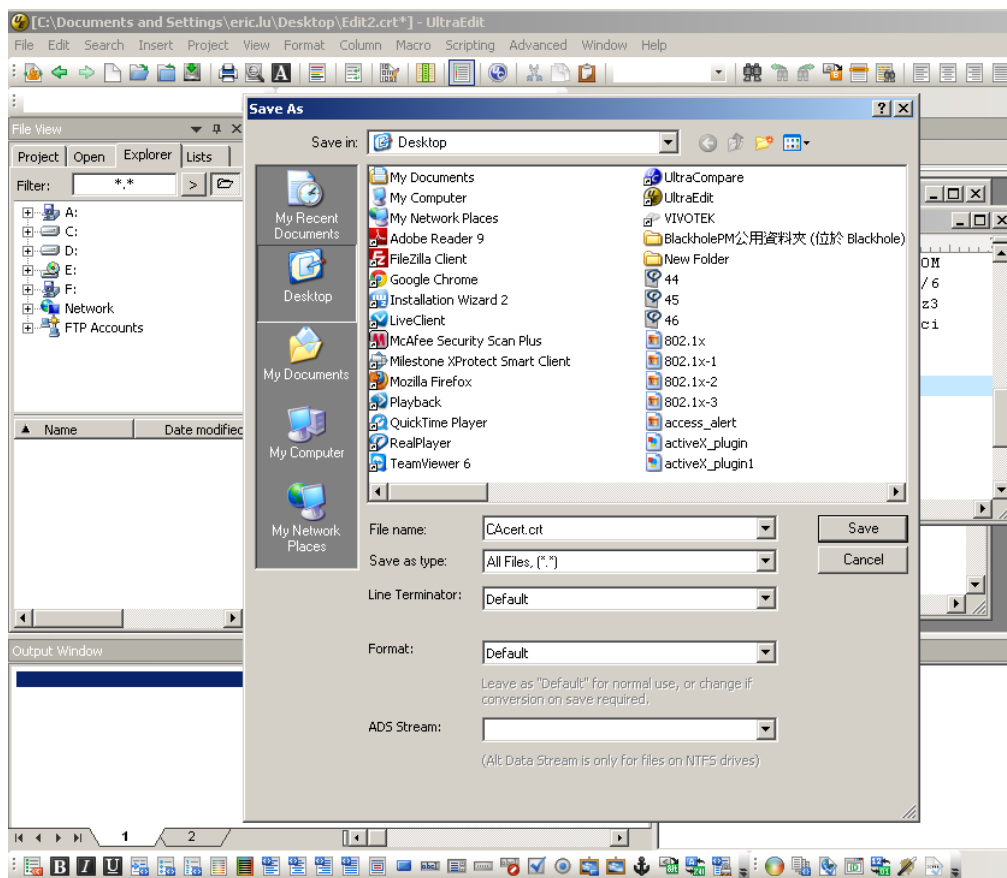 [C:\Documents and Settings\eric.lu\Desktop\Edit2.crt*] - UltraEdit
File Edit Search Insert Project View Format Column Macro Scripting Advanced Window Help
Save As
File View
Save in: Desktop
Project Open Explorer Lists
Filter: *.* >
A:
C:
D:
E:
F:
Network
FTP Accounts
Name Date modified
My Recent Documents
Desktop
My Documents
My Computer
My Network Places
My Documents
My Computer
My Network Places
Adobe Reader 9
FileZilla Client
Google Chrome
Installation Wizard 2
LiveClient
McAfee Security Scan Plus
Milestone XProtect Smart Client
Mozilla Firefox
Playback
QuickTime Player
RealPlayer
TeamViewer 6
UltraCompare
UltraEdit
VIVOTEK
BlackholePM公用資料夾 (位於 Blackhole)
New Folder
44
45
46
802.1x
802.1x-1
802.1x-2
802.1x-3
access_alert
activeX_plugin
activeX_plugin1
OM
/6
z3
ci
File name: CAcert.crt Save
Save as type: All Files, (*.*) Cancel
Line Terminator: Default
Format: Default
Leave as "Default" for normal use, or change if
conversion on save required.
ADS Stream:
(Alt Data Stream is only for files on NTFS drives)
Output Window
1 2
B I U